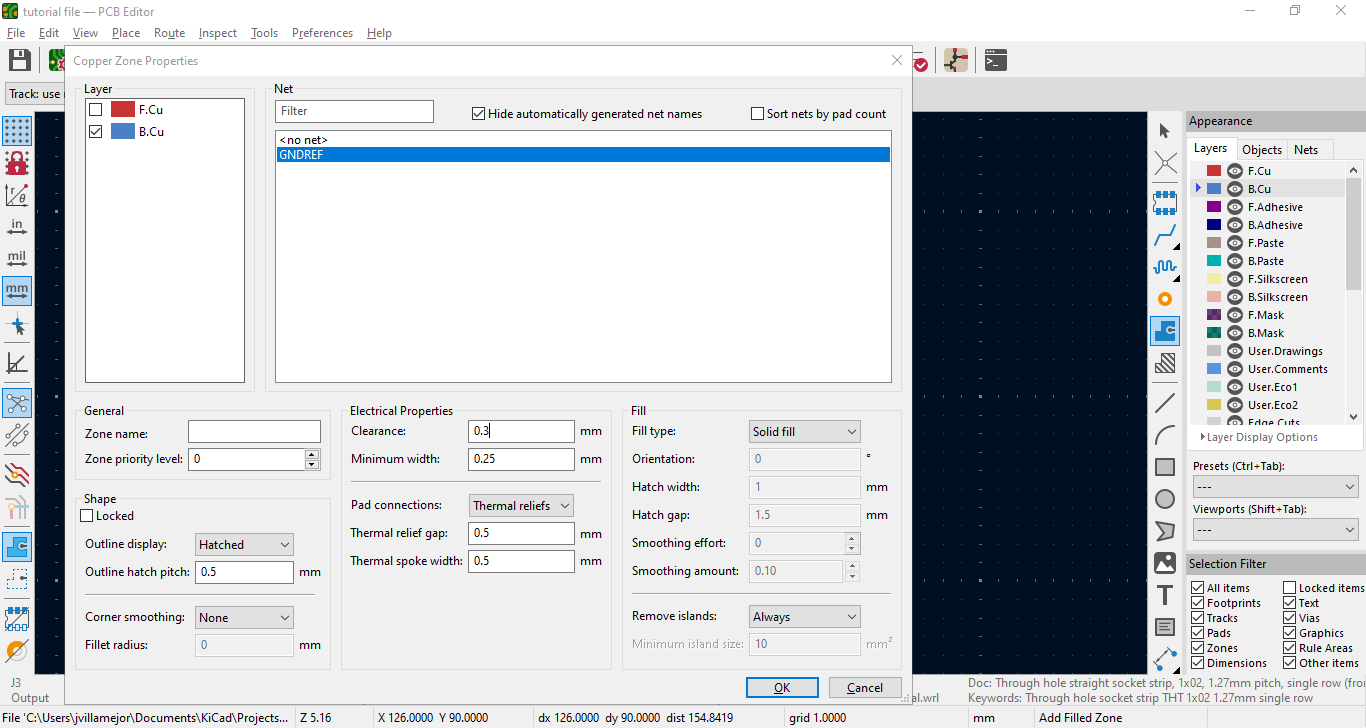 tutorial file — PCB Editor
File Edit View Place Route Inspect Tools Preferences Help
Copper Zone Properties
Track: use
Layer
F.Cu
B.Cu
Net
Filter
Hide automatically generated net names
Sort nets by pad count
<no net>
GNDREF
General
Zone name:
Zone priority level: 0
Shape
Locked
Outline display: Hatched
Outline hatch pitch: 0.5 mm
Corner smoothing: None
Fillet radius: 0 mm
Electrical Properties
Clearance: 0.3 mm
Minimum width: 0.25 mm
Pad connections: Thermal reliefs
Thermal relief gap: 0.5 mm
Thermal spoke width: 0.5 mm
Fill
Fill type: Solid fill
Orientation: 0 °
Hatch width: 1 mm
Hatch gap: 1.5 mm
Smoothing effort: 0
Smoothing amount: 0.10
Remove islands: Always
Minimum island size: 10 mm²
OK Cancel
in
mil
mm
Appearance
Layers Objects Nets
F.Cu
B.Cu
F.Adhesive
B.Adhesive
F.Paste
B.Paste
F.Silkscreen
B.Silkscreen
F.Mask
B.Mask
User.Drawings
User.Comments
User.Eco1
User.Eco2
Edge.Cuts
Layer Display Options
Presets (Ctrl+Tab):
---
Viewports (Shift+Tab):
---
Selection Filter
All items Locked items
Footprints Text
Tracks Vias
Pads Graphics
Zones Rule Areas
Dimensions Other items
J3
Output
al.wrl
Doc: Through hole straight socket strip, 1x02, 1.27mm pitch, single row (fron
Keywords: Through hole socket strip THT 1x02 1.27mm single row
File 'C:\Users\jvillamejor\Documents\KiCad\Projects... Z 5.16 X 126.0000 Y 90.0000 dx 126.0000 dy 90.0000 dist 154.8419 grid 1.0000 mm Add Filled Zone